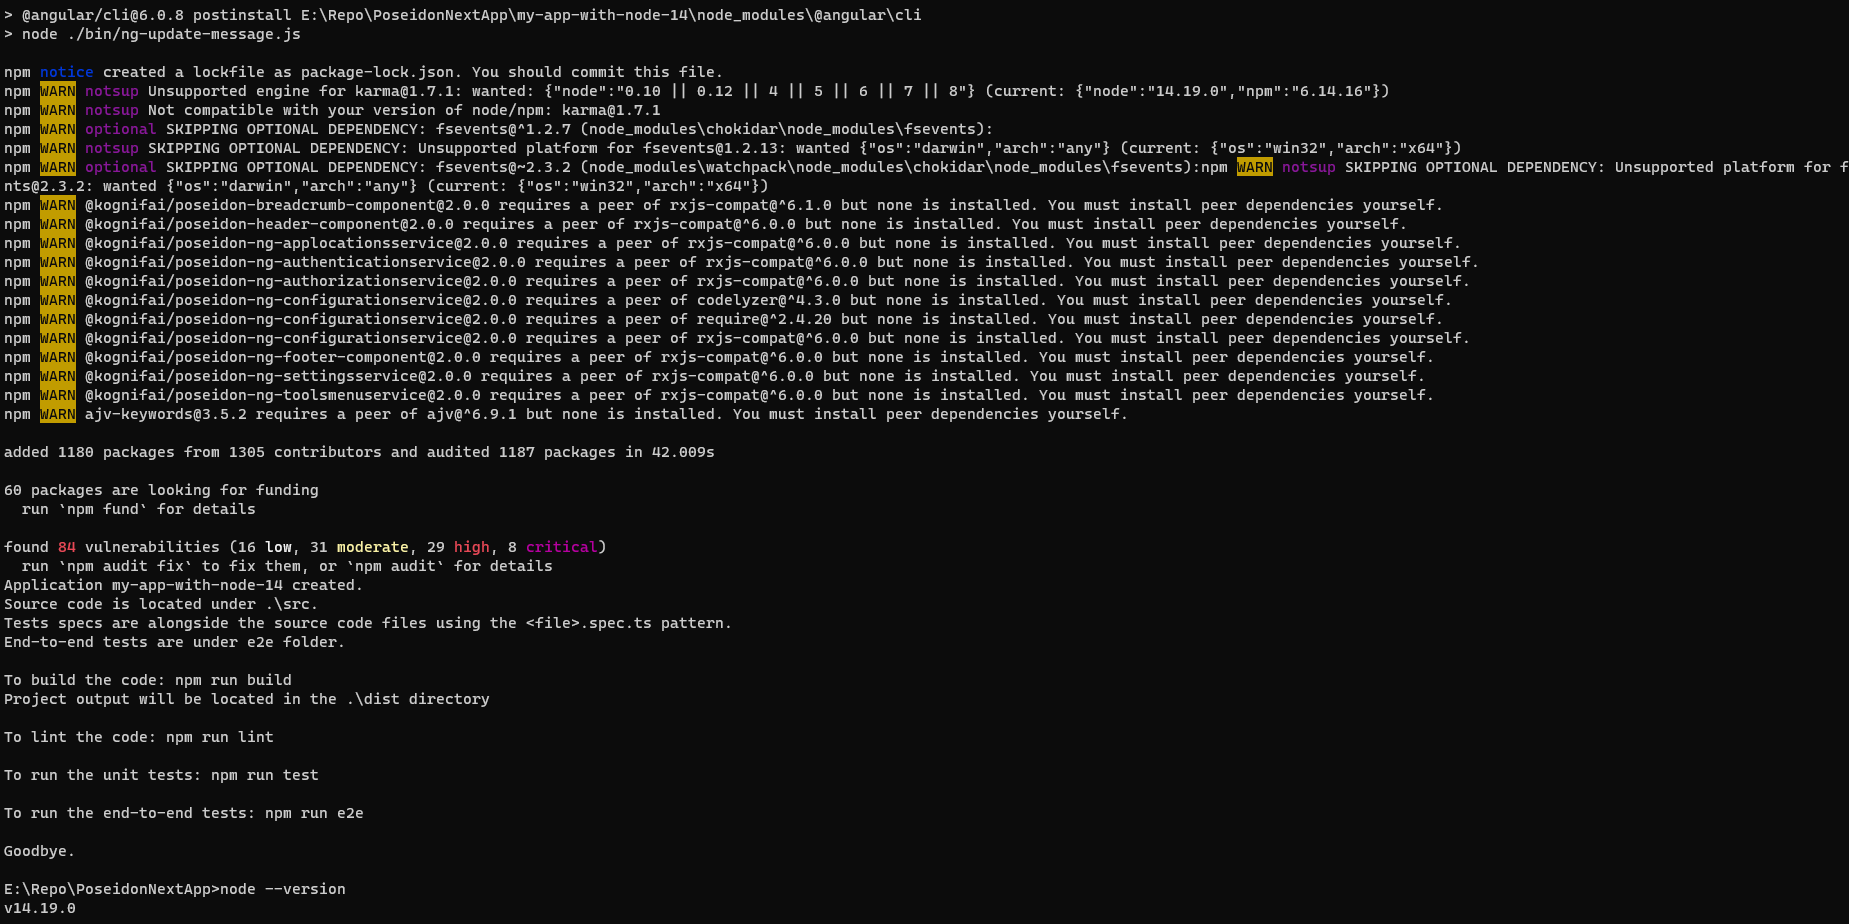 > @angular/cli@6.0.8 postinstall E:\Repo\PoseidonNextApp\my-app-with-node-14\node_modules\@angular\cli
> node ./bin/ng-update-message.js
npm notice created a lockfile as package-lock.json. You should commit this file.
npm WARN notsup Unsupported engine for karma@1.7.1: wanted: {"node":"0.10 || 0.12 || 4 || 5 || 6 || 7 || 8"} (current: {"node":"14.19.0","npm":"6.14.16"})
npm WARN notsup Not compatible with your version of node/npm: karma@1.7.1
npm WARN optional SKIPPING OPTIONAL DEPENDENCY: fsevents@^1.2.7 (node_modules\chokidar\node_modules\fsevents):
npm WARN notsup SKIPPING OPTIONAL DEPENDENCY: Unsupported platform for fsevents@1.2.13: wanted {"os":"darwin","arch":"any"} (current: {"os":"win32","arch":"x64"})
npm WARN optional SKIPPING OPTIONAL DEPENDENCY: fsevents@~2.3.2 (node_modules\watchpack\node_modules\chokidar\node_modules\fsevents):npm WARN notsup SKIPPING OPTIONAL DEPENDENCY: Unsupported platform for f
nts@2.3.2: wanted {"os":"darwin","arch":"any"} (current: {"os":"win32","arch":"x64"})
npm WARN @kognifai/poseidon-breadcrumb-component@2.0.0 requires a peer of rxjs-compat@^6.1.0 but none is installed. You must install peer dependencies yourself.
npm WARN @kognifai/poseidon-header-component@2.0.0 requires a peer of rxjs-compat@^6.0.0 but none is installed. You must install peer dependencies yourself.
npm WARN @kognifai/poseidon-ng-applocationsservice@2.0.0 requires a peer of rxjs-compat@^6.0.0 but none is installed. You must install peer dependencies yourself.
npm WARN @kognifai/poseidon-ng-authenticationservice@2.0.0 requires a peer of rxjs-compat@^6.0.0 but none is installed. You must install peer dependencies yourself.
npm WARN @kognifai/poseidon-ng-authorizationservice@2.0.0 requires a peer of rxjs-compat@^6.0.0 but none is installed. You must install peer dependencies yourself.
npm WARN @kognifai/poseidon-ng-configurationservice@2.0.0 requires a peer of codelyzer@^4.3.0 but none is installed. You must install peer dependencies yourself.
npm WARN @kognifai/poseidon-ng-configurationservice@2.0.0 requires a peer of require@^2.4.20 but none is installed. You must install peer dependencies yourself.
npm WARN @kognifai/poseidon-ng-configurationservice@2.0.0 requires a peer of rxjs-compat@^6.0.0 but none is installed. You must install peer dependencies yourself.
npm WARN @kognifai/poseidon-ng-footer-component@2.0.0 requires a peer of rxjs-compat@^6.0.0 but none is installed. You must install peer dependencies yourself.
npm WARN @kognifai/poseidon-ng-settingsservice@2.0.0 requires a peer of rxjs-compat@^6.0.0 but none is installed. You must install peer dependencies yourself.
npm WARN @kognifai/poseidon-ng-toolsmenuservice@2.0.0 requires a peer of rxjs-compat@^6.0.0 but none is installed. You must install peer dependencies yourself.
npm WARN ajv-keywords@3.5.2 requires a peer of ajv@^6.9.1 but none is installed. You must install peer dependencies yourself.
added 1180 packages from 1305 contributors and audited 1187 packages in 42.009s
60 packages are looking for funding
run `npm fund` for details
found 84 vulnerabilities (16 low, 31 moderate, 29 high, 8 critical)
run `npm audit fix` to fix them, or `npm audit` for details
Application my-app-with-node-14 created.
Source code is located under .\src.
Tests specs are alongside the source code files using the <file>.spec.ts pattern.
End-to-end tests are under e2e folder.
To build the code: npm run build
Project output will be located in the .\dist directory
To lint the code: npm run lint
To run the unit tests: npm run test
To run the end-to-end tests: npm run e2e
Goodbye.
E:\Repo\PoseidonNextApp>node --version
v14.19.0